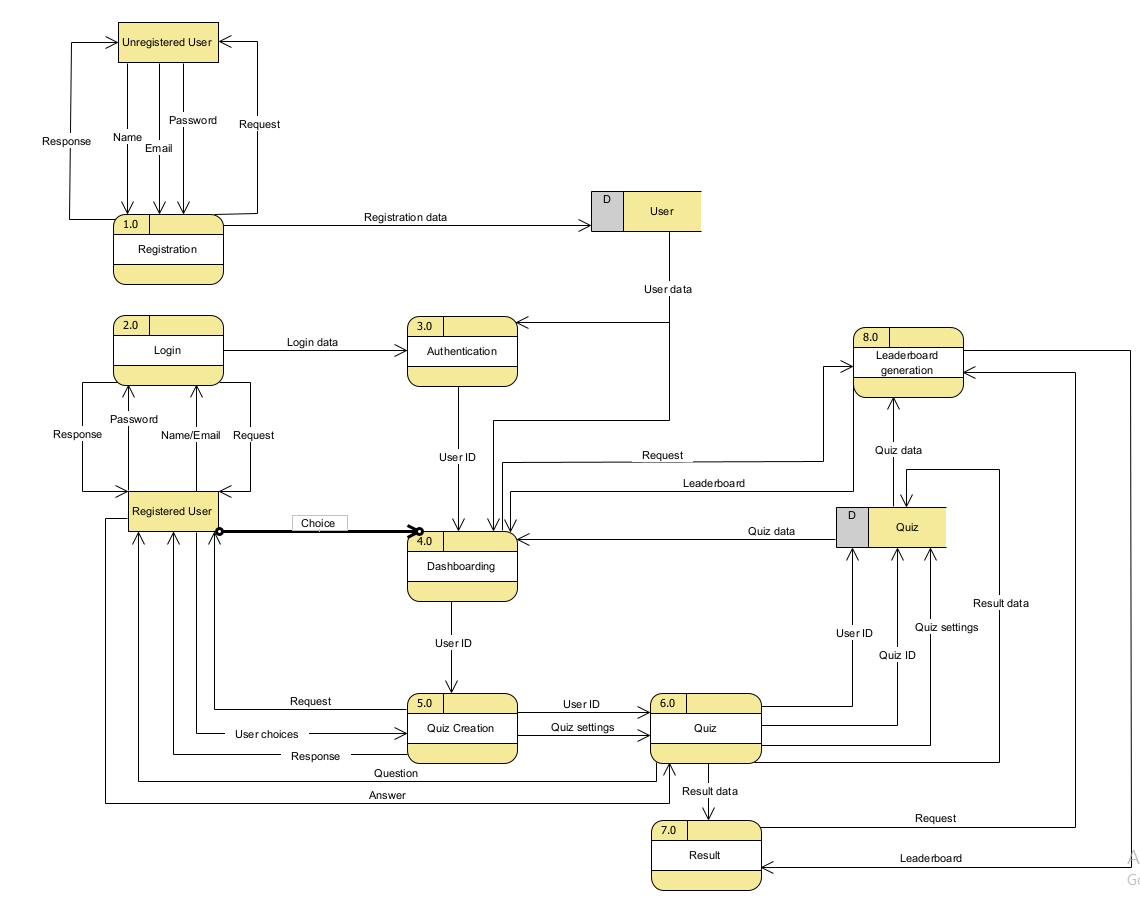 Unregistered User
Response
Name
Email
Password
Request
1.0
Registration
Registration data
D
User
User data
2.0
Login
Login data
3.0
Authentication
8.0
Leaderboard
generation
Response
Password
Name/Email
Request
User ID
Request
Leaderboard
Quiz data
Registered User
Choice
4.0
Dashboarding
Quiz data
D
Quiz
Result data
User ID
User ID
Quiz ID
Quiz settings
5.0
Quiz Creation
Request
User choices
Response
User ID
Quiz settings
6.0
Quiz
Question
Answer
Result data
7.0
Result
Request
Leaderboard
A
Go